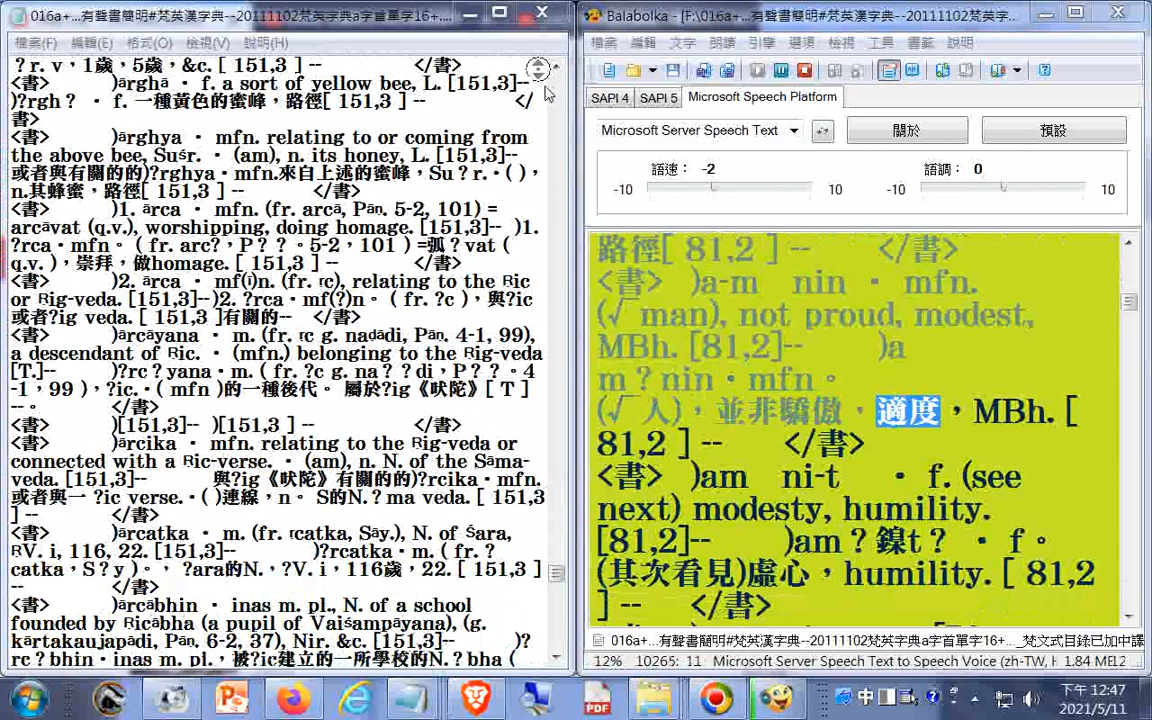 016a+...有聲書簡明#梵英漢字典--20111102梵英字典a字首單字16+...
檔案(F) 編輯(E) 格式(O) 檢視(V) 說明(H)
? r. v，1歲，5歲，&c. [ 151,3 ] -- </書>
<書> )ārghā · f. a sort of yellow bee, L. [151,3]--
)?rgh ? · f. 一種黃色的蜜蜂，路徑[ 151,3 ] -- </
書>
<書> )ārghya · mfn. relating to or coming from
the above bee, Suśr. · (am), n. its honey, L. [151,3]--
或者與有關的的)?rghya·mfn.來自上述的蜜蜂，Su ? r.·( )，
n.其蜂蜜，路徑[ 151,3 ] -- </書>
<書> )1. ārca · mfn. (fr. arcā, Pāṇ. 5-2, 101) =
arcāvat (q.v.), worshipping, doing homage. [151,3]-- )1.
?rca·mfn。 ( fr. arc?，P ? ? 。5-2，101 ) =弧 ? vat (
q.v. )，崇拜，做homage. [ 151,3 ] -- </書>
<書> )2. ārca · mf(ī)n. (fr. ṛc), relating to the Ṛic
or Ṛig-veda. [151,3]--)2. ?rca·mf(?)n。 ( fr. ?c )，與?ic
或者?ig veda. [ 151,3 ]有關的-- </書>
<書> )ārcāyana · m. (fr. ṛc g. naḍādi, Pāṇ. 4-1, 99),
a descendant of Ṛic. · (mfn.) belonging to the Ṛig-veda
[T.]-- )?rc ? yana·m. ( fr. ?c g. na ? ?di，P ? ?。4
-1，99 )，?ic.·( mfn )的一種後代。 屬於?ig《吠陀》[ T ]
--。 </書>
<書> )[151,3]-- )[151,3 ] -- </書>
<書> )ārcika · mfn. relating to the Ṛig-veda or
connected with a Ṛic-verse. · (am), n. N. of the Sāma-
veda. [151,3]-- 與?ig《吠陀》有關的的)?rcika·mfn.
或者與一 ?ic verse.·( )連線，n。 S的N. ? ma veda. [ 151,3
] -- </書>
<書> )ārcatka · m. (fr. ṛcatka, Sāy.), N. of Śara,
ṚV. i, 116, 22. [151,3]-- )?rcatka·m. ( fr. ?
catka，S ? y )。，?ara的N.，?V. i，116歲，22. [ 151,3 ]
-- </書>
<書> )ārcābhin · inas m. pl., N. of a school
founded by Ṛicābha (a pupil of Vaiśampāyana), (g.
kārtakaujapādi, Pāṇ. 6-2, 37), Nir. &c. [151,3]-- )?
rc ? bhin·inas m. pl.，被?ic建立的一所學校的N. ? bha (
Balabolka - [F:\016a+...有聲書簡明#梵英漢字典--20111102梵英字...
檔案 編輯 文字 朗讀 引擎 選項 檢視 工具 書籤 說明
SAPI 4 SAPI 5 Microsoft Speech Platform
Microsoft Server Speech Text 關於 預設
語速： -2 語調： 0
-10 10 -10 10
路徑[ 81,2 ] -- </書>
<書> )a-m nin · mfn.
(√ man), not proud, modest,
MBh. [81,2]-- )a
m ? nin·mfn。
(√ 人)，並非驕傲，適度，MBh. [
81,2 ] -- </書>
<書> )am ni-t · f. (see
next) modesty, humility.
[81,2]-- )am ? 鎳t ? · f。
(其次看見)虛心，humility. [ 81,2
] -- </書>
016a+...有聲書簡明#梵英漢字典--20111102梵英字典a字首單字16+..._梵文式目錄已加中譯
12% 10265: 11 Microsoft Server Speech Text to Speech Voice (zh-TW, H 1.84 ME12
中 下午 12:47
2021/5/11